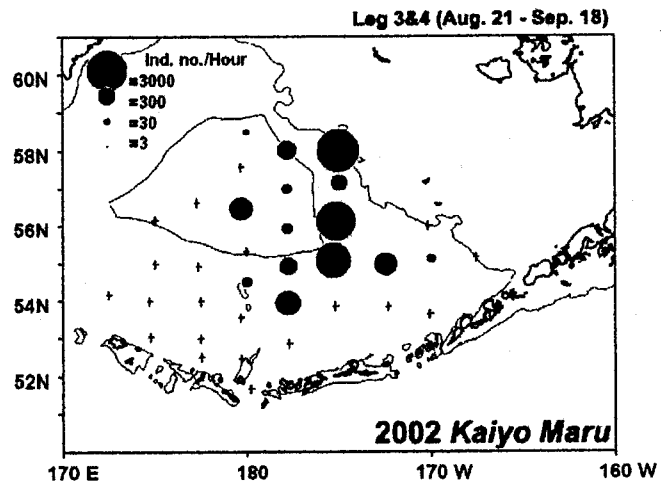 Leg 3&4 (Aug. 21 - Sep. 18)
Ind. no./Hour
=3000
=300
=30
=3
60N
58N
56N
54N
52N
2002 Kaiyo Maru
170 E
180
170 W
160 W